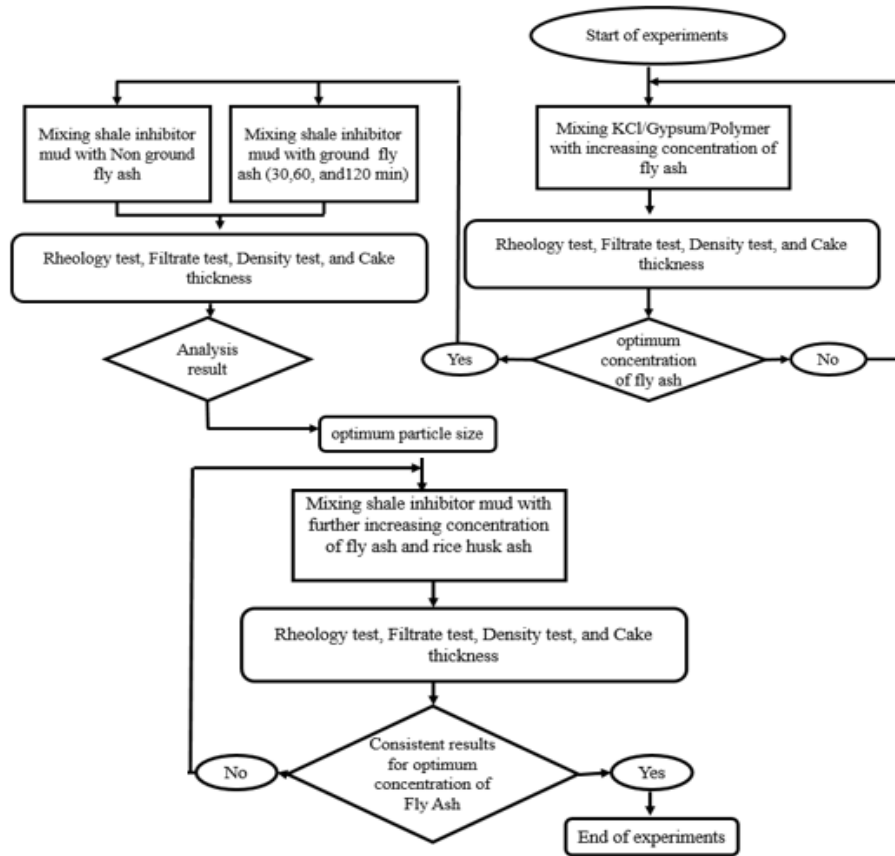 Start of experiments
Mixing KCl/Gypsum/Polymer
with increasing concentration of
fly ash
Rheology test, Filtrate test, Density test, and Cake
thickness
optimum
concentration
of fly ash
Yes
No
Mixing shale inhibitor
mud with Non ground
fly ash
Mixing shale inhibitor
mud with ground fly
ash (30,60, and120 min)
Rheology test, Filtrate test, Density test, and Cake
thickness
Analysis
result
optimum particle size
Mixing shale inhibitor mud with
further increasing concentration
of fly ash and rice husk ash
Rheology test, Filtrate test, Density test, and Cake
thickness
Consistent results
for optimum
concentration of
Fly Ash
No
Yes
End of experiments